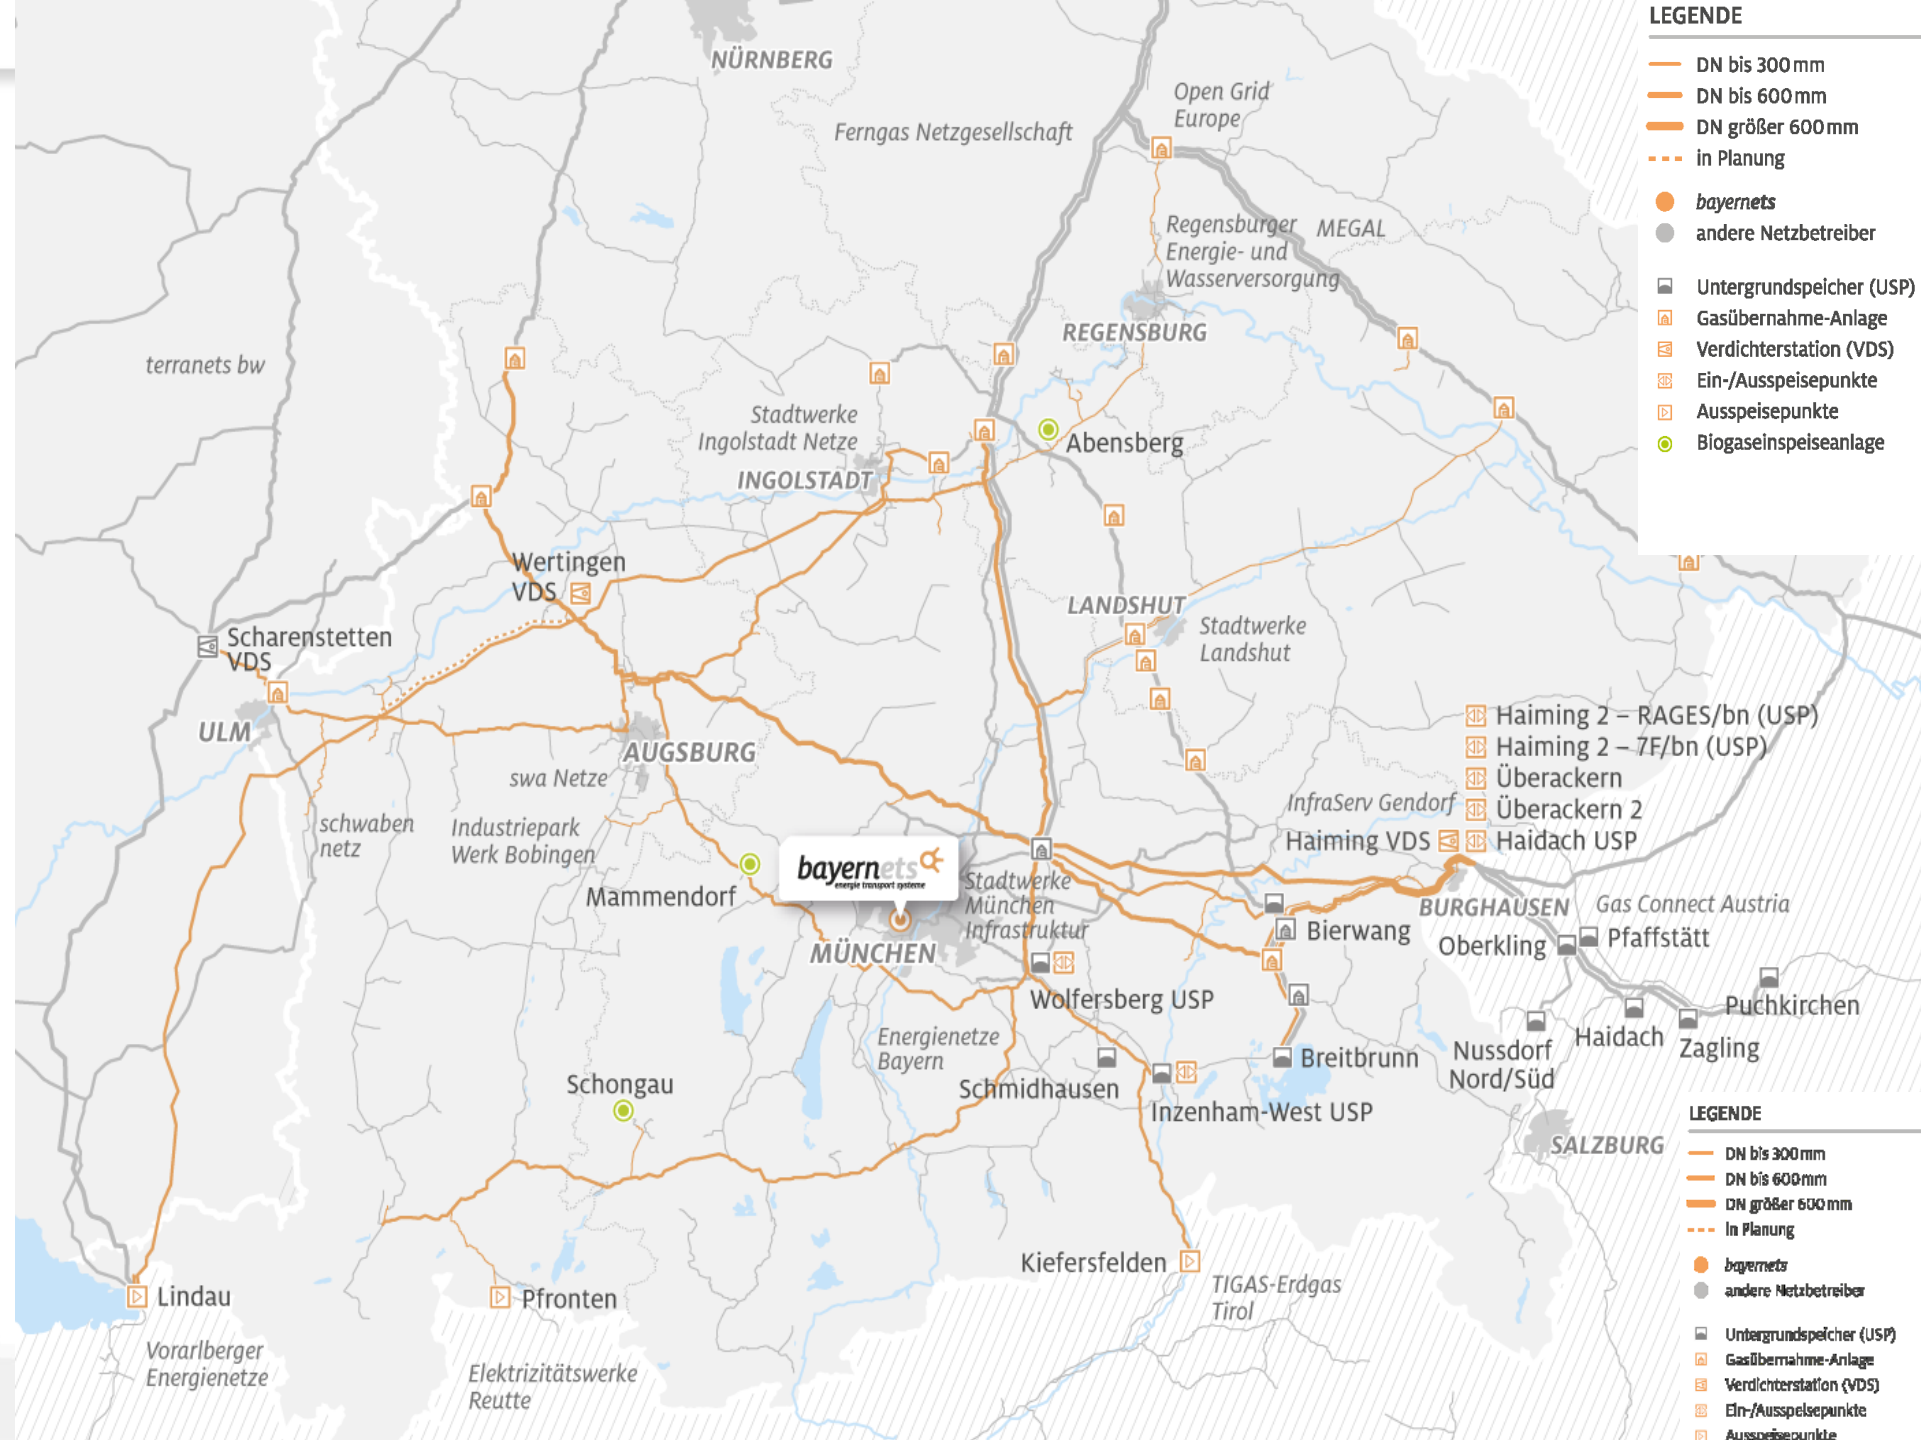 LEGENDE
DN bis 300 mm
DN bis 600 mm
DN größer 600 mm
in Planung
bayernets
andere Netzbetreiber
Untergrundspeicher (USP)
Gasübernahme-Anlage
Verdichterstation (VDS)
Ein-/Ausspeisepunkte
Ausspeisepunkte
Biogaseinspeiseanlage
NÜRNBERG
Open Grid
Europe
Ferngas Netzgesellschaft
Regensburger
Energie- und
Wasserversorgung
MEGAL
REGENSBURG
terranets bw
Stadtwerke
Ingolstadt Netze
INGOLSTADT
Abensberg
Wertingen
VDS
LANDSHUT
Stadtwerke
Landshut
Scharenstetten
VDS
ULM
AUGSBURG
swa Netze
schwaben
netz
Industriepark
Werk Bobingen
Haiming 2 – RAGES/bn (USP)
Haiming 2 – 7F/bn (USP)
Überackern
Überackern 2
Haidach USP
InfraServ Gendorf
Haiming VDS
bayernets
energie transport systeme
Mammendorf
MÜNCHEN
Stadtwerke
München
Infrastruktur
BURGHAUSEN
Gas Connect Austria
Bierwang
Oberkling
Pfaffstätt
Wolfersberg USP
Puchkirchen
Haidach
Zagling
Nussdorf
Nord/Süd
Energienetze
Bayern
Breitbrunn
Schmidhausen
Inzenham-West USP
Schongau
SALZBURG
Kiefersfelden
TIGAS-Erdgas
Tirol
Lindau
Pfronten
Vorarlberger
Energienetze
Elektrizitätswerke
Reutte
LEGENDE
DN bis 300 mm
DN bis 600 mm
DN größer 600 mm
in Planung
bayernets
andere Netzbetreiber
Untergrundspeicher (USP)
Gasübernahme-Anlage
Verdichterstation (VDS)
Ein-/Ausspeisepunkte
Ausspeisepunkte